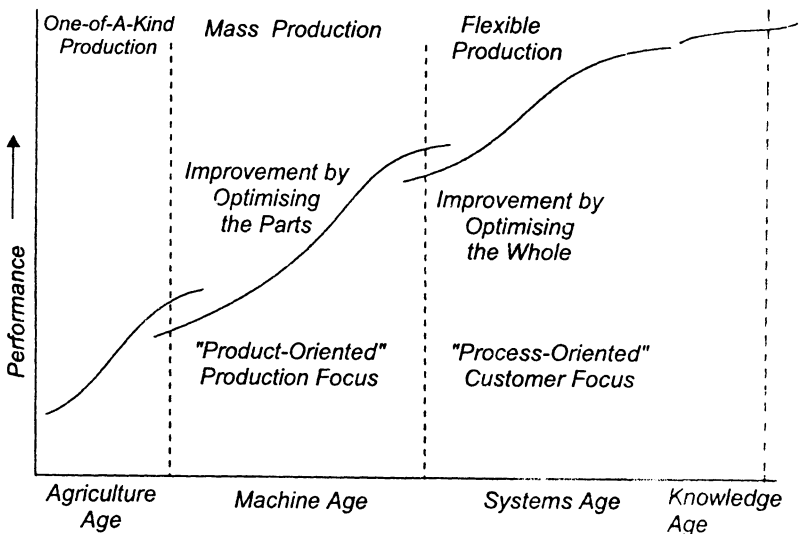 One-of-A-Kind
Production
Mass Production
Flexible
Production
Improvement by
Optimising
the Parts
Improvement by
Optimising
the Whole
"Product-Oriented"
Production Focus
"Process-Oriented"
Customer Focus
Performance
Agriculture
Age
Machine Age
Systems Age
Knowledge
Age